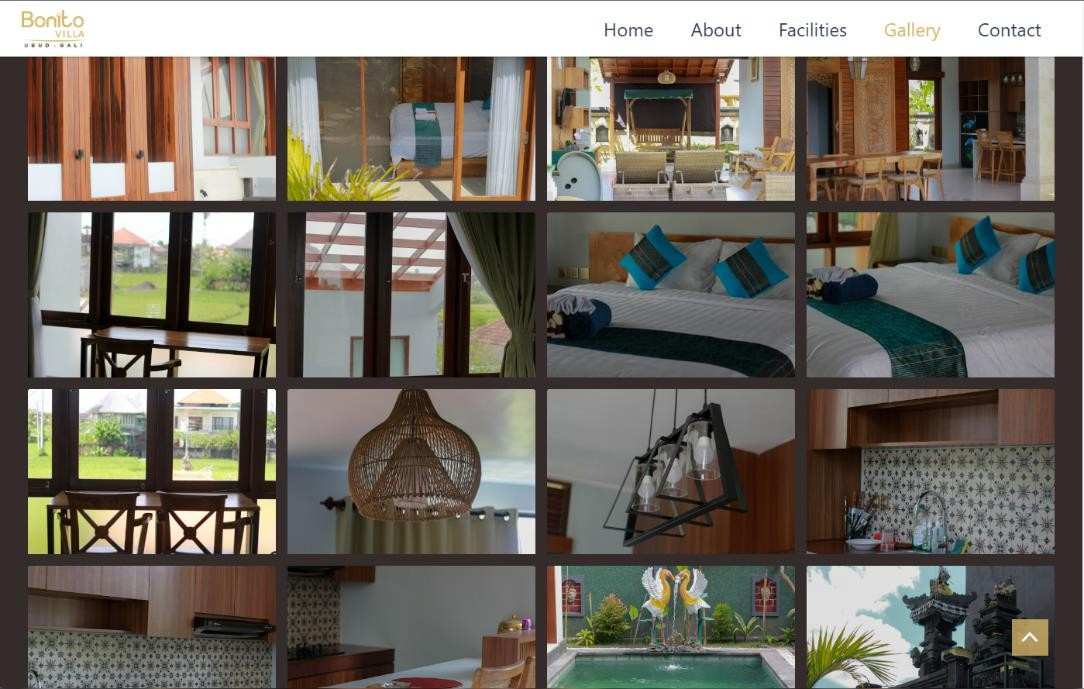 Bonito
VILLA
UBUD - BALI
Home About Facilities Gallery Contact